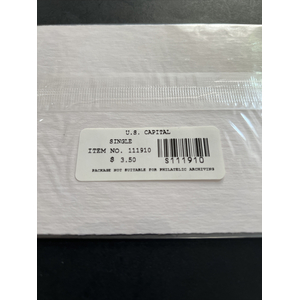 U.S. CAPITAL
SINGLE
ITEM NO. 111910
$ 3.50
$111910
PACKAGE NOT SUITABLE FOR PHILATELIC ARCHIVING